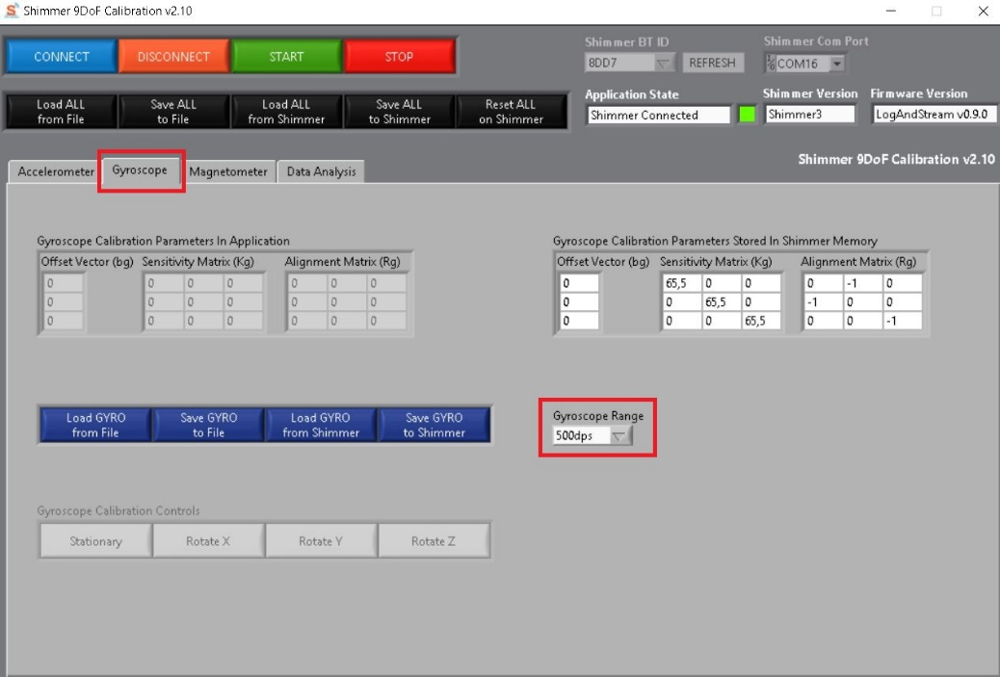 Shimmer 9DoF Calibration v2.10
CONNECT
DISCONNECT
START
STOP
Shimmer BT ID
8DD7
REFRESH
Shimmer Com Port
COM16
Load ALL
from File
Save ALL
to File
Load ALL
from Shimmer
Save ALL
to Shimmer
Reset ALL
on Shimmer
Application State
Shimmer Connected
Shimmer Version
Shimmer3
Firmware Version
LogAndStream v0.9.0
Shimmer 9DoF Calibration v2.10
Accelerometer
Gyroscope
Magnetometer
Data Analysis
Gyroscope Calibration Parameters In Application
Offset Vector (bg) Sensitivity Matrix (Kg) Alignment Matrix (Rg)
0 0 0 0 0 0 0
0 0 0 0 0 0 0
0 0 0 0 0 0 0
Gyroscope Calibration Parameters Stored In Shimmer Memory
Offset Vector (bg) Sensitivity Matrix (Kg) Alignment Matrix (Rg)
0 65,5 0 0 0 -1 0
0 0 65,5 0 -1 0 0
0 0 0 65,5 0 0 -1
Load GYRO
from File
Save GYRO
to File
Load GYRO
from Shimmer
Save GYRO
to Shimmer
Gyroscope Range
500dps
Gyroscope Calibration Controls
Stationary
Rotate X
Rotate Y
Rotate Z